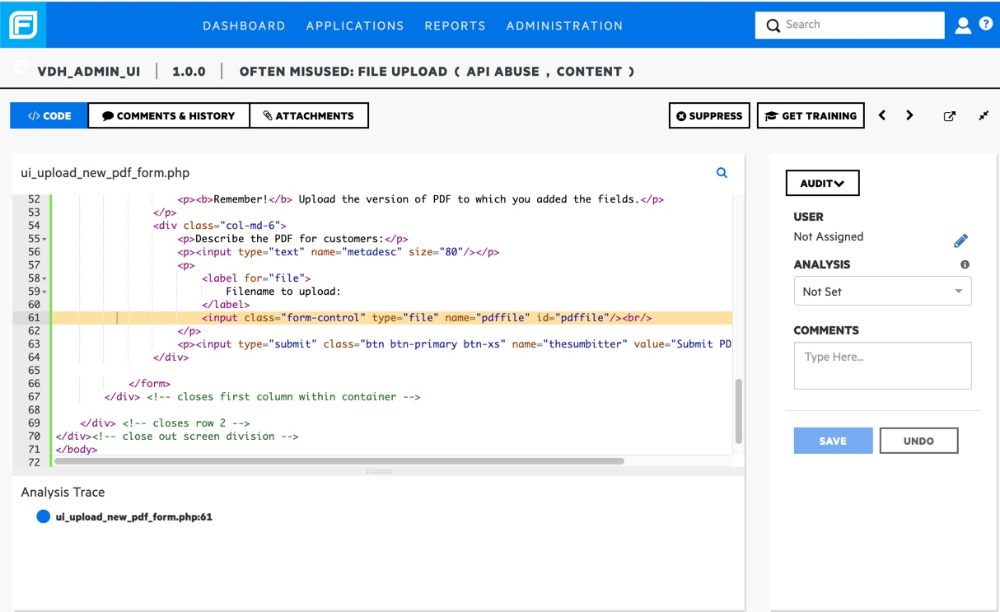 DASHBOARD APPLICATIONS REPORTS ADMINISTRATION Search ?
VDH_ADMIN_UI | 1.0.0 | OFTEN MISUSED: FILE UPLOAD ( API ABUSE , CONTENT )
</> CODE COMMENTS & HISTORY ATTACHMENTS SUPPRESS GET TRAINING
ui_upload_new_pdf_form.php
52 <p><b>Remember!</b> Upload the version of PDF to which you added the fields.</p>
53 </p>
54 <div class="col-md-6">
55 <p>Describe the PDF for customers:</p>
56 <p><input type="text" name="metadesc" size="80"/></p>
57 <p>
58 <label for="file">
59 Filename to upload:
60 </label>
61 <input class="form-control" type="file" name="pdffile" id="pdffile"/><br/>
62 </p>
63 <p><input type="submit" class="btn btn-primary btn-xs" name="thesumbitter" value="Submit PD
64 </div>
65
66 </form>
67 </div> <!-- closes first column within container -->
68
69 </div> <!-- closes row 2 -->
70 </div><!-- close out screen division -->
71 </body>
72
Analysis Trace
ui_upload_new_pdf_form.php:61
AUDIT
USER
Not Assigned
ANALYSIS
Not Set
COMMENTS
Type Here...
SAVE UNDO